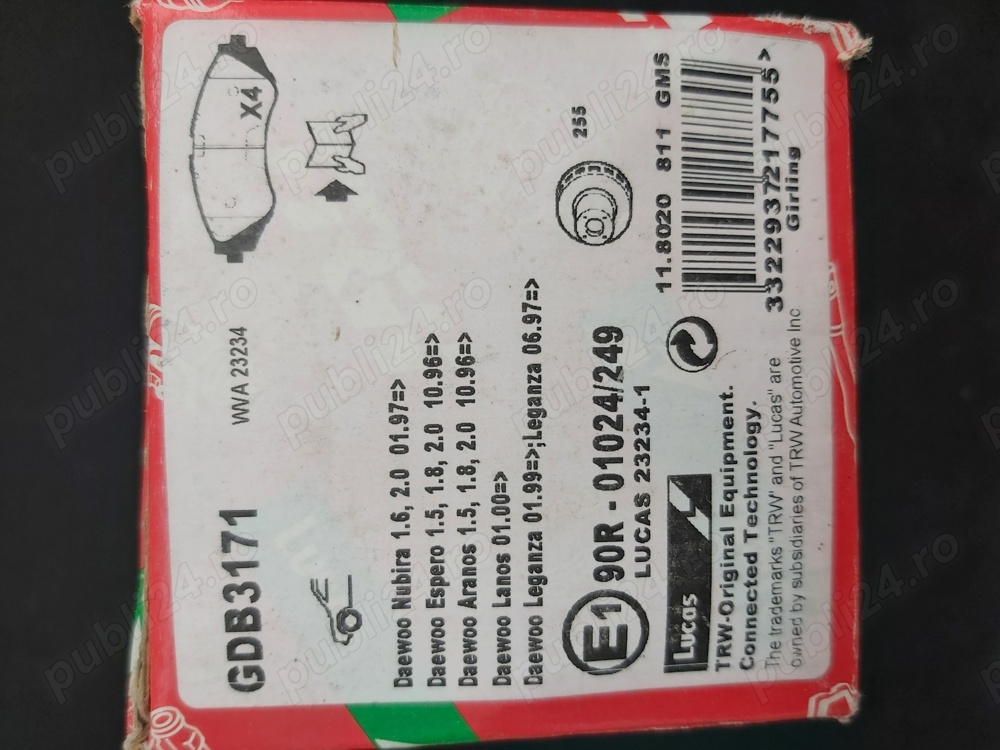 GDB3171
WVA 23234
X4
Daewoo Nubira 1.6, 2.0 01.97=>
Daewoo Espero 1.5, 1.8, 2.0 10.96=>
Daewoo Aranos 1.5, 1.8, 2.0 10.96=>
Daewoo Lanos 01.00=>
Daewoo Leganza 01.99=>;Leganza 06.97=>
255
E1 90R - 01024/249
LUCAS 23234-1
11.8020 811 GMS
Lucas
3322937217755>
Girling
TRW-Original Equipment.
Connected Technology.
The trademarks "TRW' and "Lucas" are
owned by subsidiaries of TRW Automotive Inc
publi24.ro